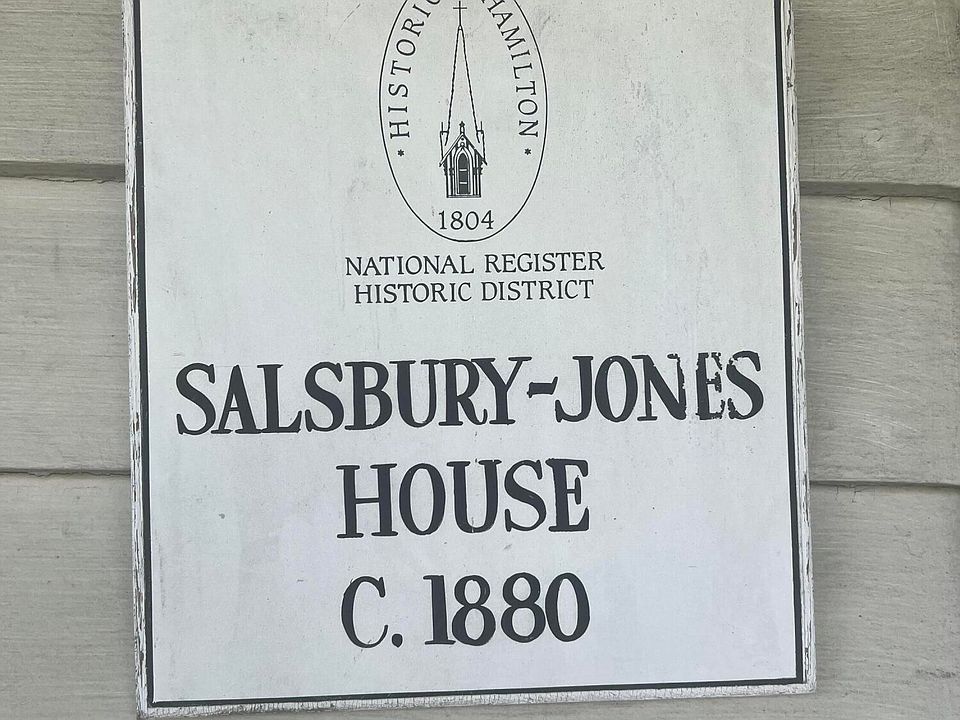 HISTORIC HAMILTON
1804
NATIONAL REGISTER
HISTORIC DISTRICT
SALSBURY-JONES
HOUSE
C. 1880